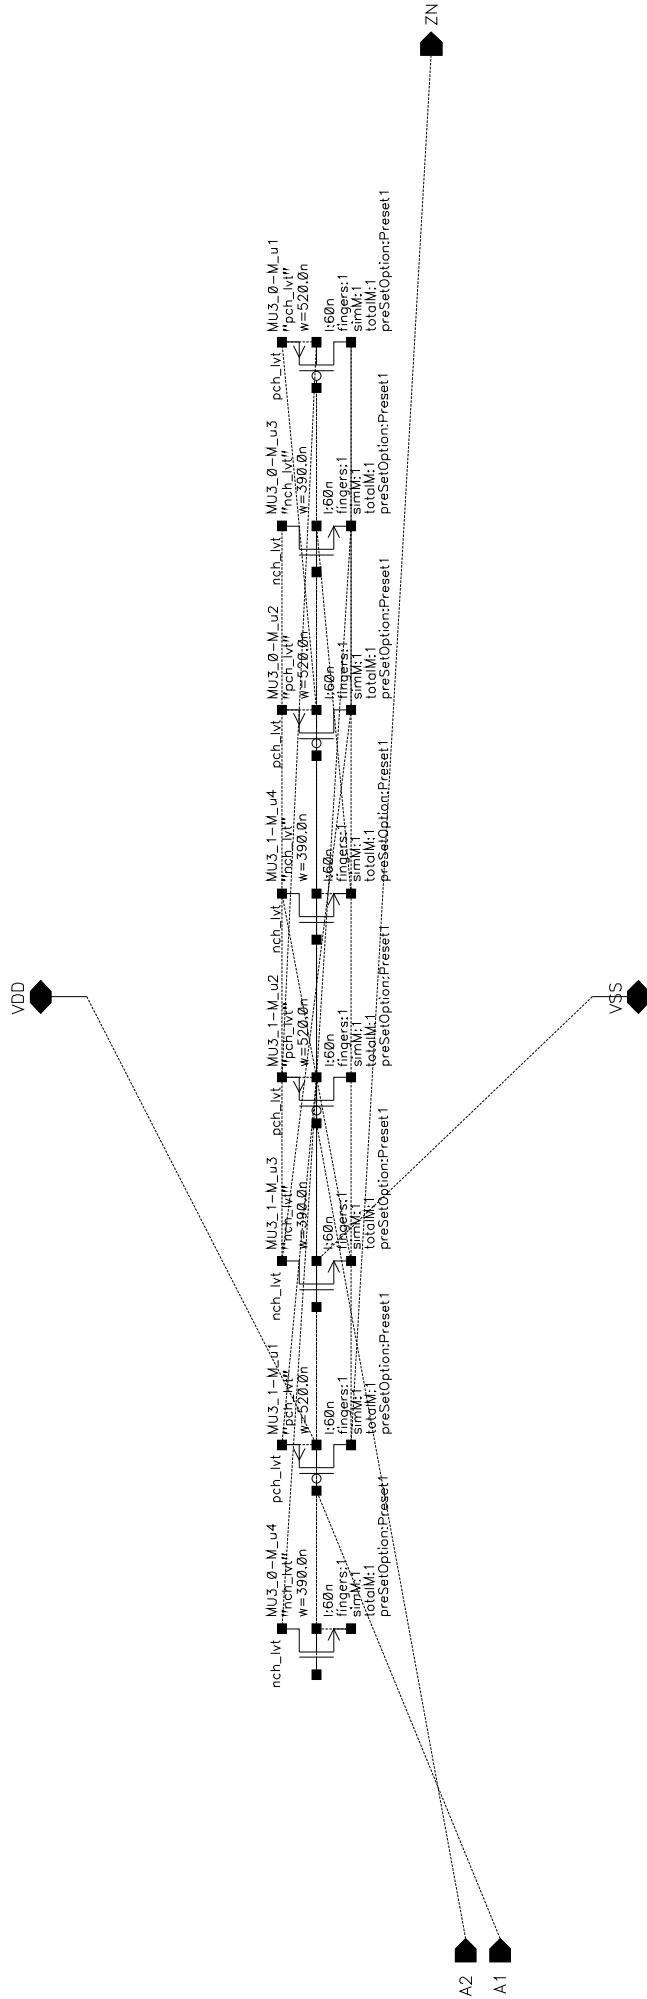 ZN
MU3_0-M_u1
"pch_lvt"
w=520.0n
l:60n
fingers:1
simM:1
totalM:1
preSetOption:Preset1
pch_lvt
MU3_0-M_u3
"nch_lvt"
w=390.0n
l:60n
fingers:1
simM:1
totalM:1
preSetOption:Preset1
nch_lvt
MU3_0-M_u2
"pch_lvt"
w=520.0n
l:60n
fingers:1
simM:1
totalM:1
preSetOption:Preset1
pch_lvt
MU3_1-M_u4
"nch_lvt"
w=390.0n
l:60n
fingers:1
simM:1
totalM:1
preSetOption:Preset1
nch_lvt
VDD
VSS
MU3_1-M_u2
"pch_lvt"
w=520.0n
l:60n
fingers:1
simM:1
totalM:1
preSetOption:Preset1
pch_lvt
MU3_1-M_u3
"nch_lvt"
w=390.0n
l:60n
fingers:1
simM:1
totalM:1
preSetOption:Preset1
nch_lvt
MU3_1-M_u1
"pch_lvt"
w=520.0n
l:60n
fingers:1
simM:1
totalM:1
preSetOption:Preset1
pch_lvt
MU3_0-M_u4
"nch_lvt"
w=390.0n
l:60n
fingers:1
simM:1
totalM:1
preSetOption:Preset1
nch_lvt
A2
A1